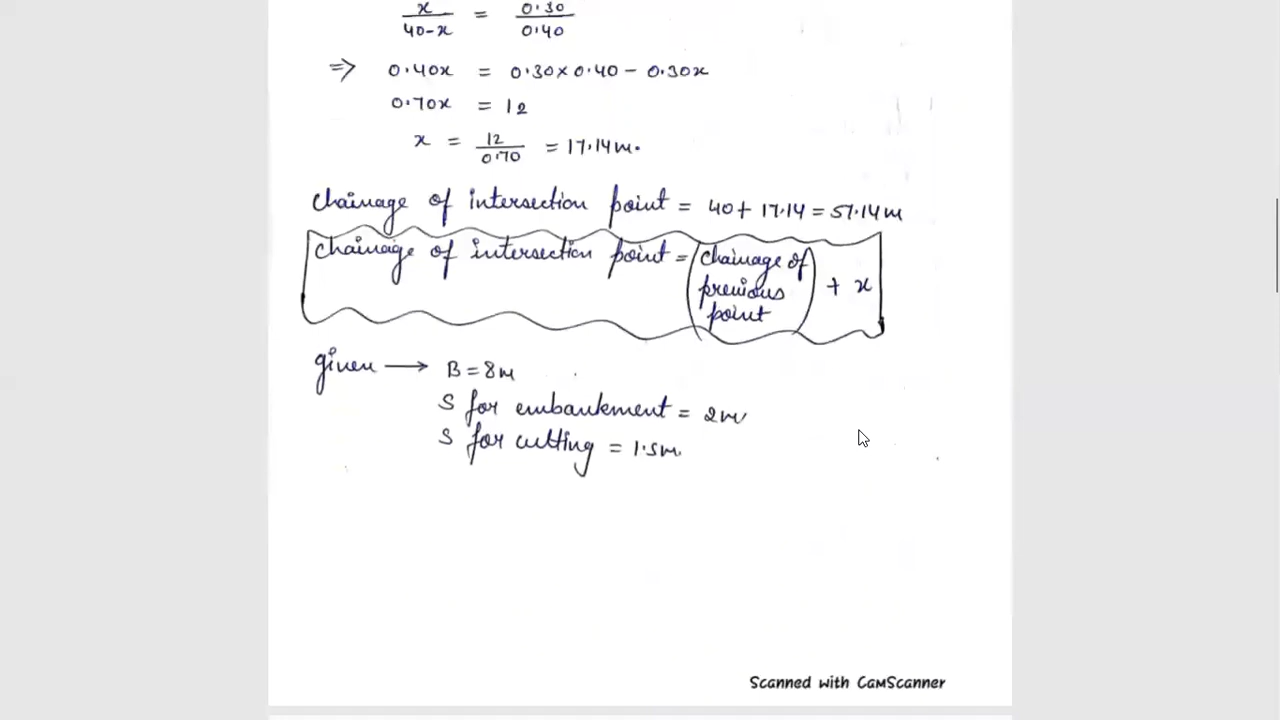 x/40-x = 0.30/0.40
=> 0.40x = 0.30×0.40 - 0.30x
0.70x = 12
x = 12/0.70 = 17.14m.
chainage of intersection point = 40 + 17.14 = 57.14m
chainaige of intersection point = (chainage of previous point) + x
given → B = 8m
S for embankment = 2m
S for cutting = 1.5m
Scanned with CamScanner